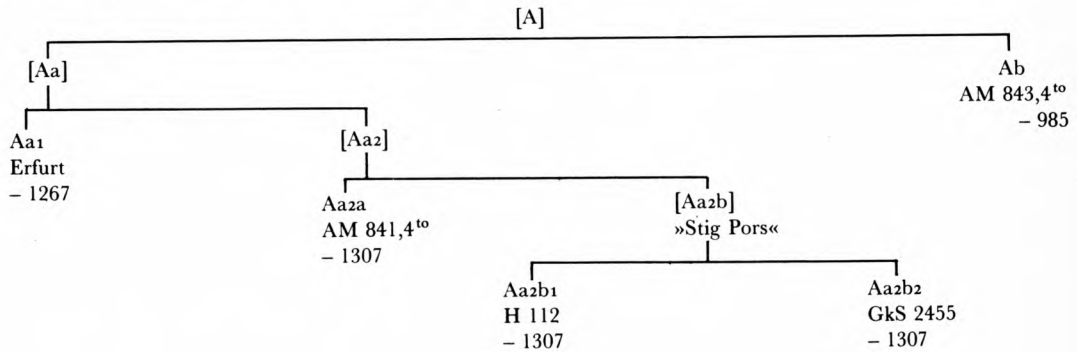 [A]
[Aa]
Ab
AM 843,4to
– 985
Aa1
Erfurt
– 1267
[Aa2]
Aa2a
AM 841,4to
– 1307
[Aa2b]
»Stig Pors«
Aa2b1
H 112
– 1307
Aa2b2
GkS 2455
– 1307